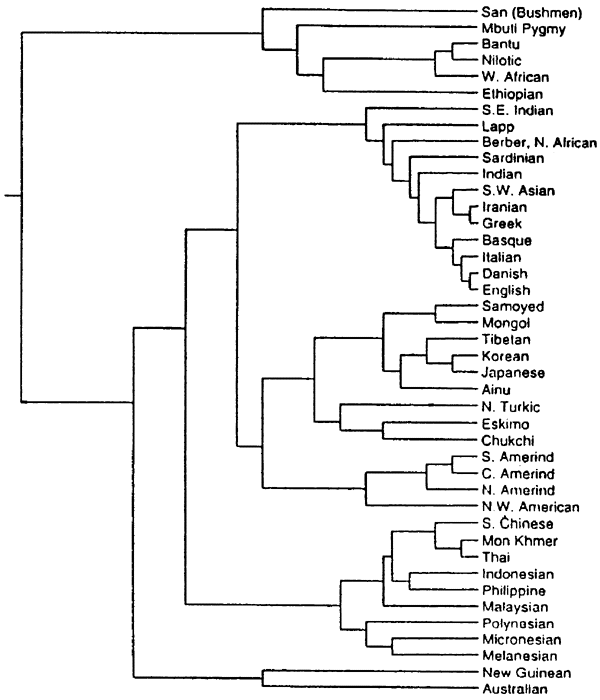 San (Bushmen)
Mbuti Pygmy
Bantu
Nilotic
W. African
Ethiopian
S.E. Indian
Lapp
Berber, N. African
Sardinian
Indian
S.W. Asian
Iranian
Greek
Basque
Italian
Danish
English
Samoyed
Mongol
Tibetan
Korean
Japanese
Ainu
N. Turkic
Eskimo
Chukchi
S. Amerind
C. Amerind
N. Amerind
N.W. American
S. Chinese
Mon Khmer
Thai
Indonesian
Philippine
Malaysian
Polynesian
Micronesian
Melanesian
New Guinean
Australian